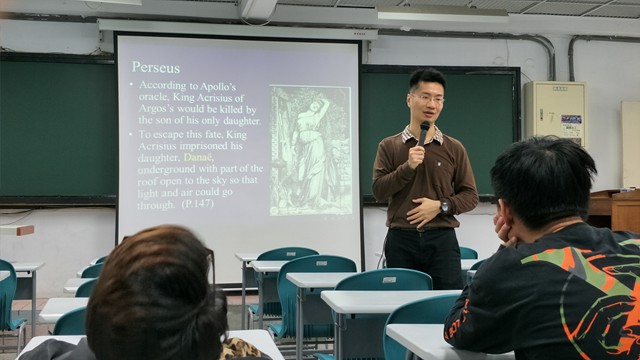 Perseus
• According to Apollo's
oracle, King Acrisius of
Argos's would be killed by
the son of his only daughter.
• To escape this fate, King
Acrisius imprisoned his
daughter, Danaë,
underground with part of the
roof open to the sky so that
light and air could go
through. (P.147)
7